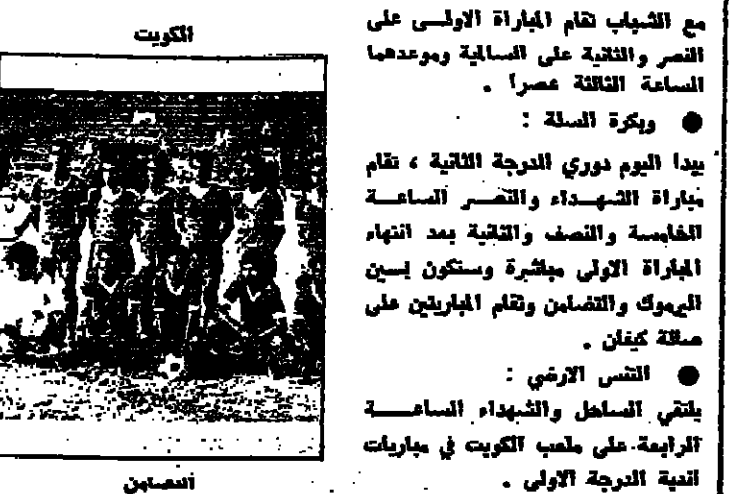 مع الشباب تقام المباراة الاولى على
النصر والثانية على السالمية وموعدهما
الساعة الثالثة عصرا .
● وبكرة السلة :
يبدا اليوم دوري الدرجة الثانية ، تقام
مباراة الشهداء والنصر الساعة
الخامسة والنصف والثانية بعد انتهاء
المباراة الاولى مباشرة وستكون بين
اليرموك والتضامن وتقام المباريتين على
صالة كيفان .
● التنس الارضي :
يلتقي الساحل والشهداء الساعة
الرابعة على ملعب الكويت في مباريات
اندية الدرجة الاولى .
الكويت
التضامن